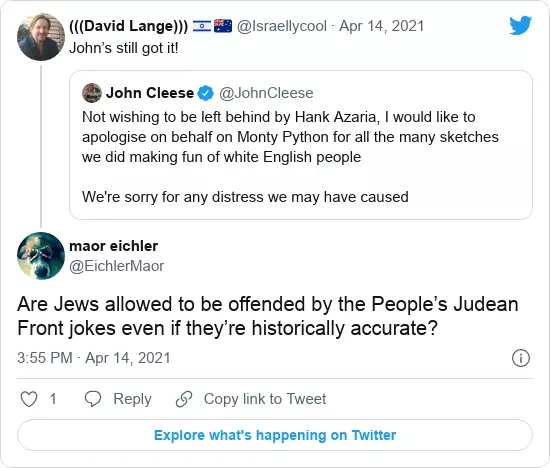 (((David Lange))) 🇮🇱 🇦🇺 @Israellycool · Apr 14, 2021
John’s still got it!
John Cleese @JohnCleese
Not wishing to be left behind by Hank Azaria, I would like to
apologise on behalf on Monty Python for all the many sketches
we did making fun of white English people
We're sorry for any distress we may have caused
maor eichler
@EichlerMaor
Are Jews allowed to be offended by the People’s Judean
Front jokes even if they’re historically accurate?
3:55 PM · Apr 14, 2021
1 Reply Copy link to Tweet
Explore what's happening on Twitter